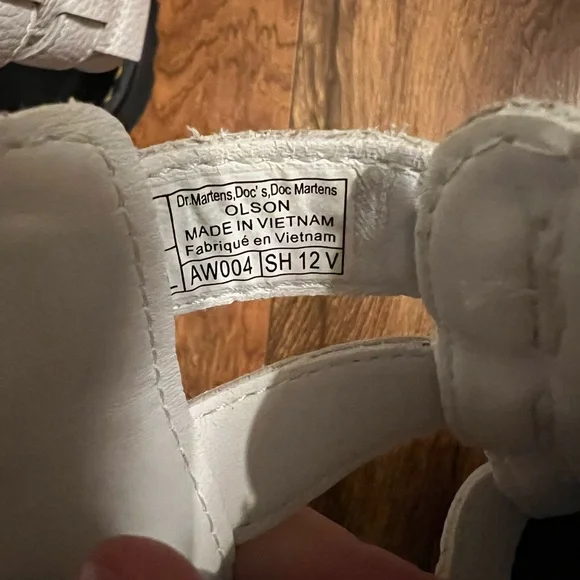 Dr.Martens,Doc's,Doc Martens
OLSON
MADE IN VIETNAM
Fabriqué en Vietnam
AW004 SH 12 V